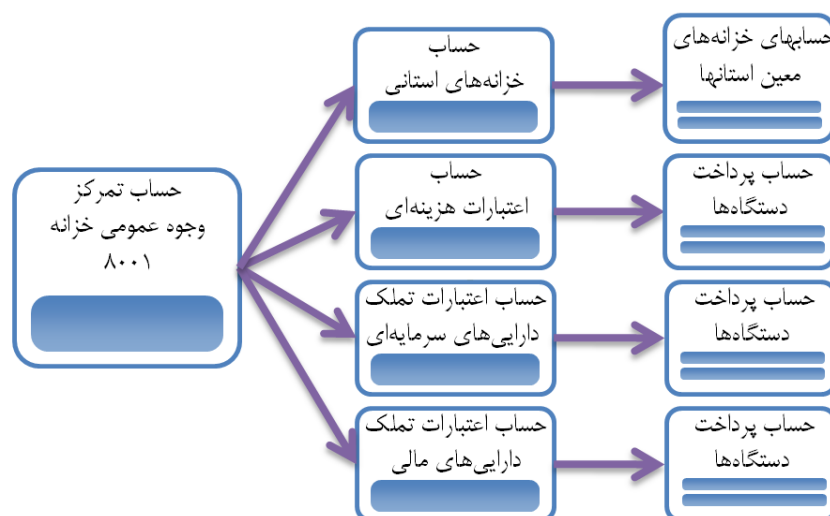 حساب تمرکز
وجوه عمومی خزانه
۸۰۰۱
حساب
خزانه‌های استانی
حسابهای خزانه‌های
معین استانها
حساب
اعتبارات هزینه‌ای
حساب پرداخت
دستگاه‌ها
حساب اعتبارات تملک
دارایی‌های سرمایه‌ای
حساب پرداخت
دستگاه‌ها
حساب اعتبارات تملک
دارایی‌های مالی
حساب پرداخت
دستگاه‌ها